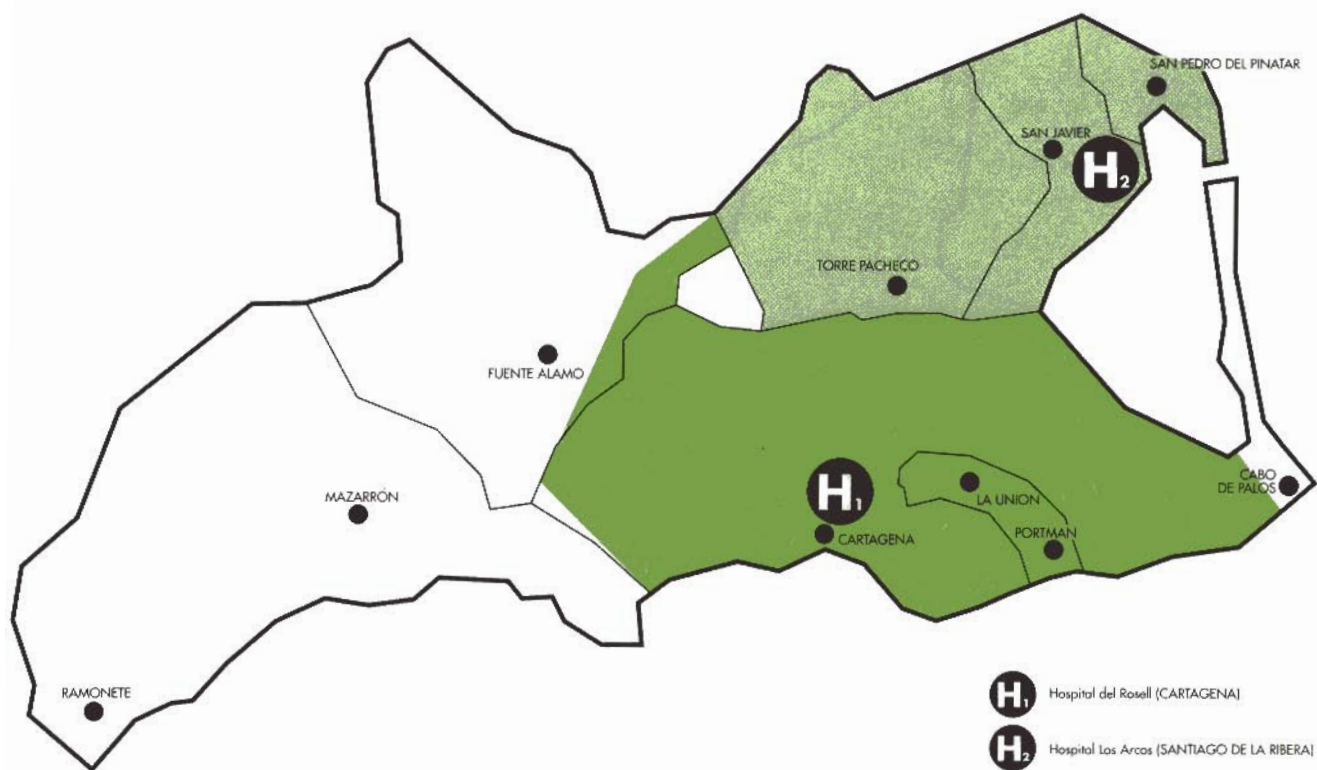 SAN PEDRO DEL PINATAR
SAN JAVIER
H2
TORRE PACHECO
FUENTE ALAMO
MAZARRÓN
H1
CARTAGENA
LA UNION
PORTMAN
CABO
DE PALOS
RAMONETE
H1 Hospital del Rosell (CARTAGENA)
H2 Hospital Los Arcos (SANTIAGO DE LA RIBERA)